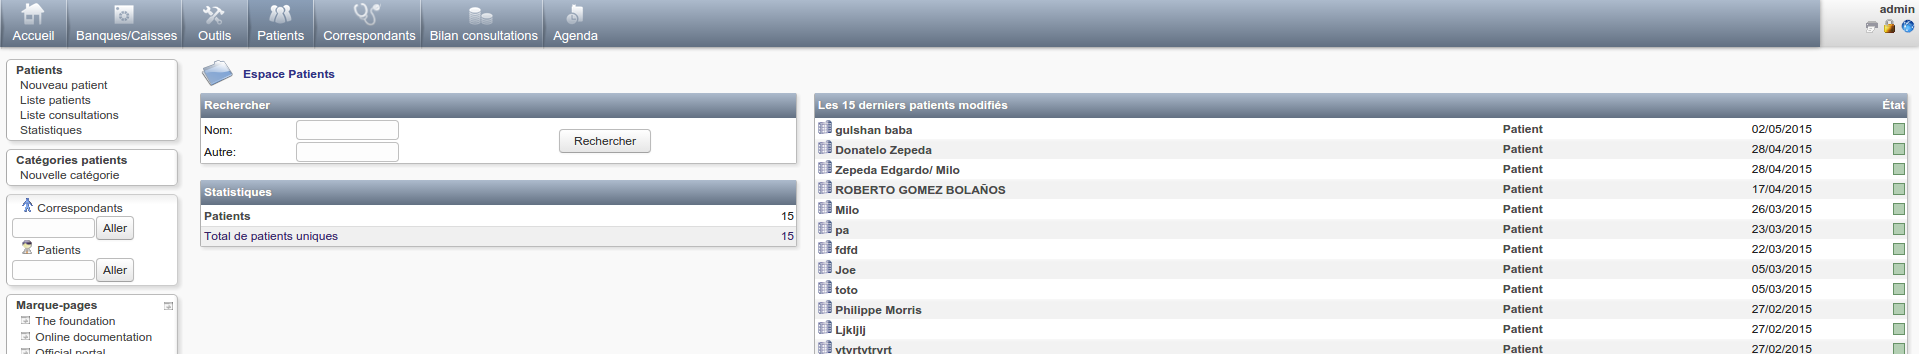 Accueil Banques/Caisses Outils Patients Correspondants Bilan consultations Agenda
admin
Patients
Nouveau patient
Liste patients
Liste consultations
Statistiques
Catégories patients
Nouvelle catégorie
Correspondants
Aller
Patients
Aller
Marque-pages
The foundation
Online documentation
Official portal
Espace Patients
Rechercher
Nom:
Autre:
Rechercher
Statistiques
Patients 15
Total de patients uniques 15
Les 15 derniers patients modifiés État
gulshan baba Patient 02/05/2015
Donatelo Zepeda Patient 28/04/2015
Zepeda Edgardo/ Milo Patient 28/04/2015
ROBERTO GOMEZ BOLAÑOS Patient 17/04/2015
Milo Patient 26/03/2015
pa Patient 23/03/2015
fdfd Patient 22/03/2015
Joe Patient 05/03/2015
toto Patient 05/03/2015
Philippe Morris Patient 27/02/2015
Ljkljlj Patient 27/02/2015
Patient 27/02/2015